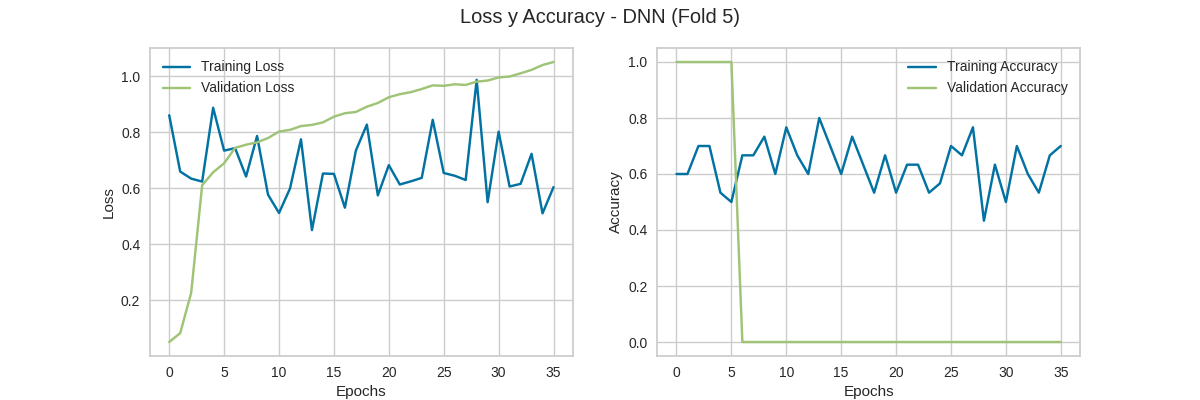 Loss y Accuracy - DNN (Fold 5)
Training Loss
Validation Loss
1.0
0.8
0.6
0.4
0.2
Loss
0 5 10 15 20 25 30 35
Epochs
Training Accuracy
Validation Accuracy
1.0
0.8
0.6
0.4
0.2
0.0
Accuracy
0 5 10 15 20 25 30 35
Epochs